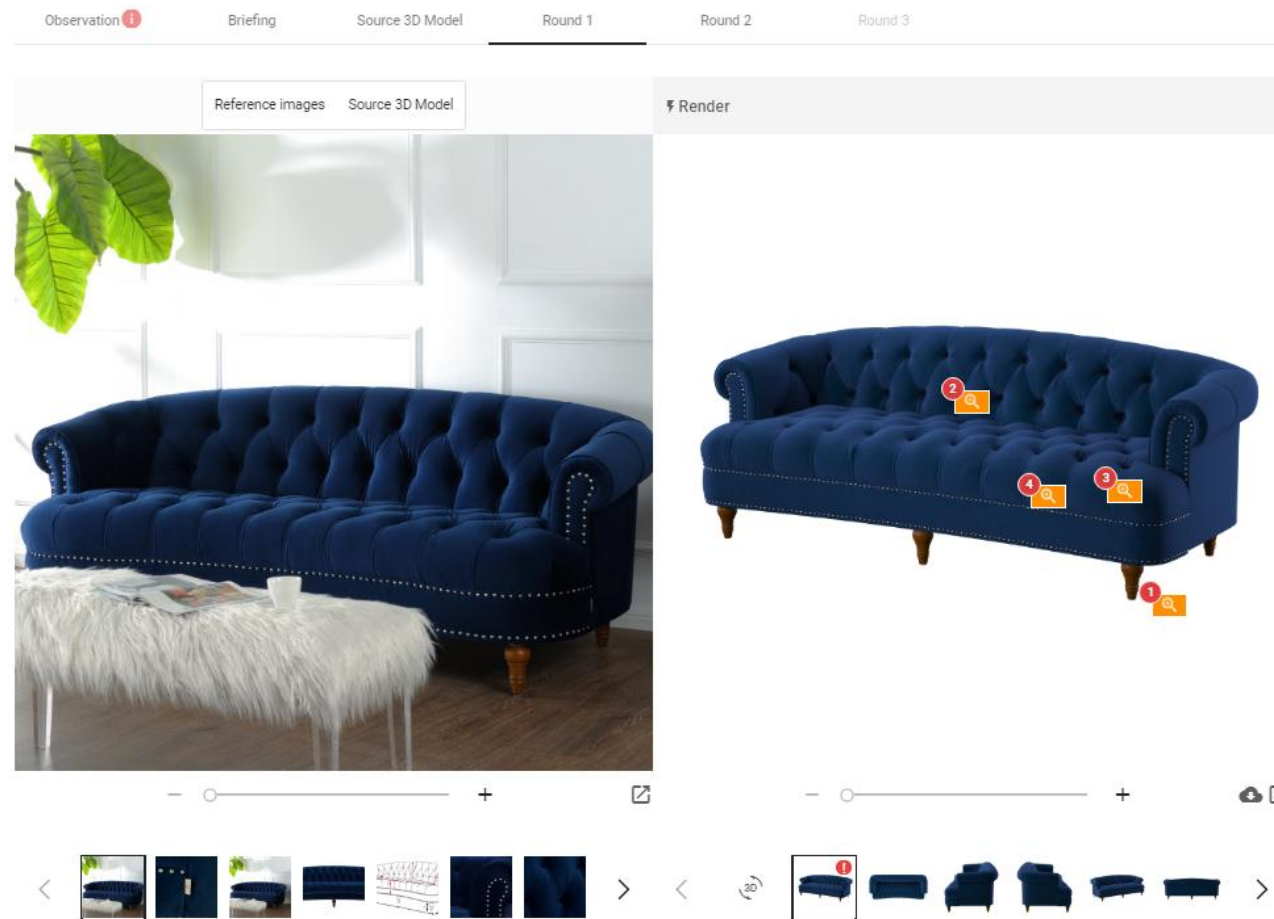 Observation
Briefing
Source 3D Model
Round 1
Round 2
Round 3
Reference images
Source 3D Model
Render
2
4
3
1
3D